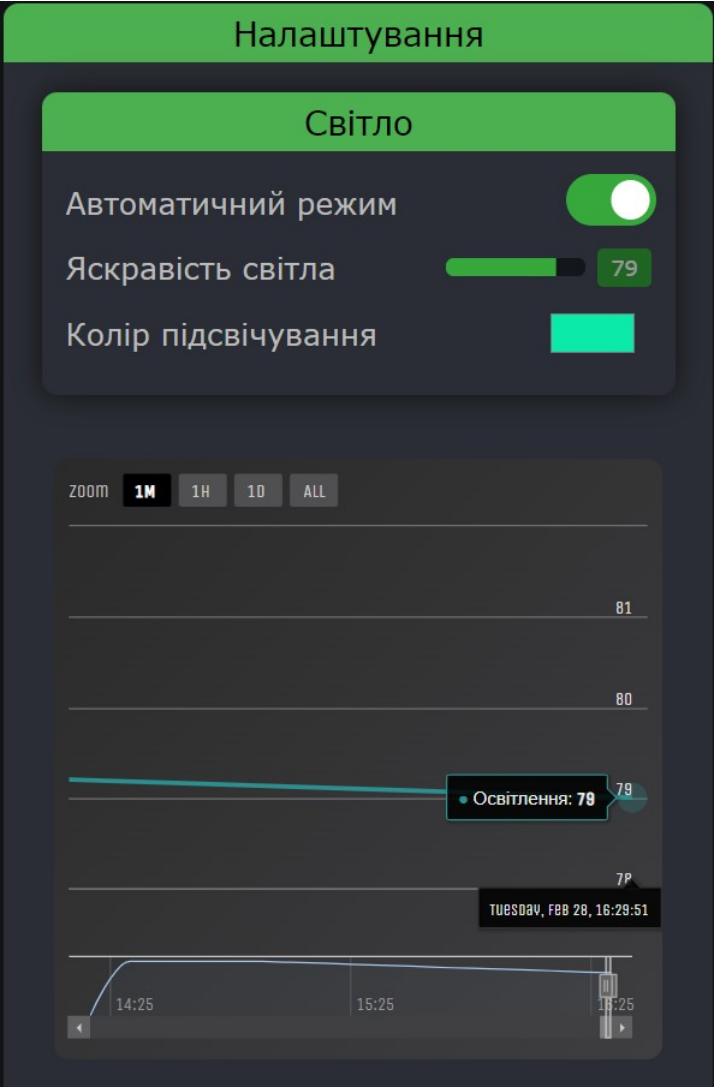 Налаштування
Світло
Автоматичний режим
Яскравість світла 79
Колір підсвічування
Zoom 1M 1H 1D ALL
81
80
79
Освітлення: 79
78
Tuesday, Feb 28, 16:29:51
14:25 15:25 16:25